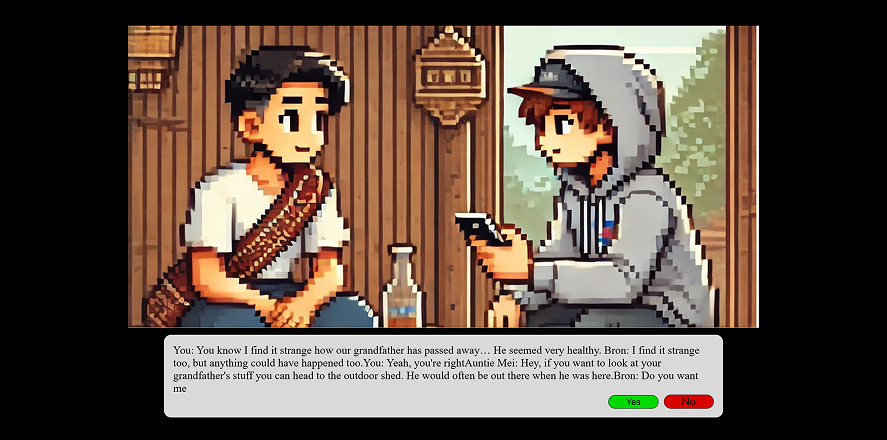 You: You know I find it strange how our grandfather has passed away… He seemed very healthy. Bron: I find it strange
too, but anything could have happened too.You: Yeah, you're rightAuntie Mei: Hey, if you want to look at your
grandfather's stuff you can head to the outdoor shed. He would often be out there when he was here.Bron: Do you want
me
Yes No